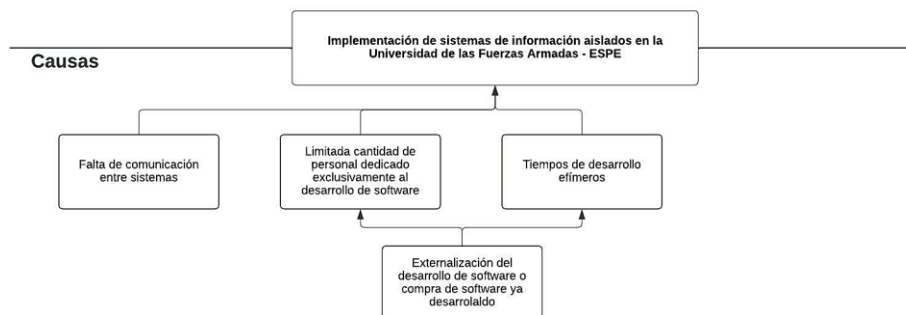 Implementación de sistemas de información aislados en la
Universidad de las Fuerzas Armadas - ESPE
Causas
Falta de comunicación
entre sistemas
Limitada cantidad de
personal dedicado
exclusivamente al
desarrollo de software
Tiempos de desarrollo
efímeros
Externalización del
desarrollo de software o
compra de software ya
desarrolaldo